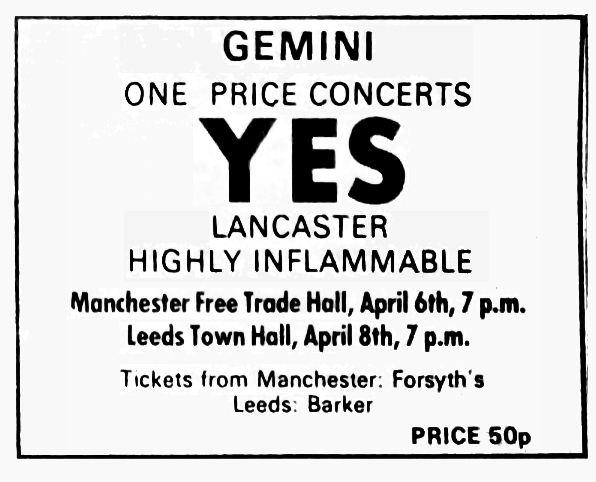 GEMINI
ONE PRICE CONCERTS
YES
LANCASTER
HIGHLY INFLAMMABLE
Manchester Free Trade Hall, April 6th, 7 p.m.
Leeds Town Hall, April 8th, 7 p.m.
Tickets from Manchester: Forsyth's
Leeds: Barker
PRICE 50p